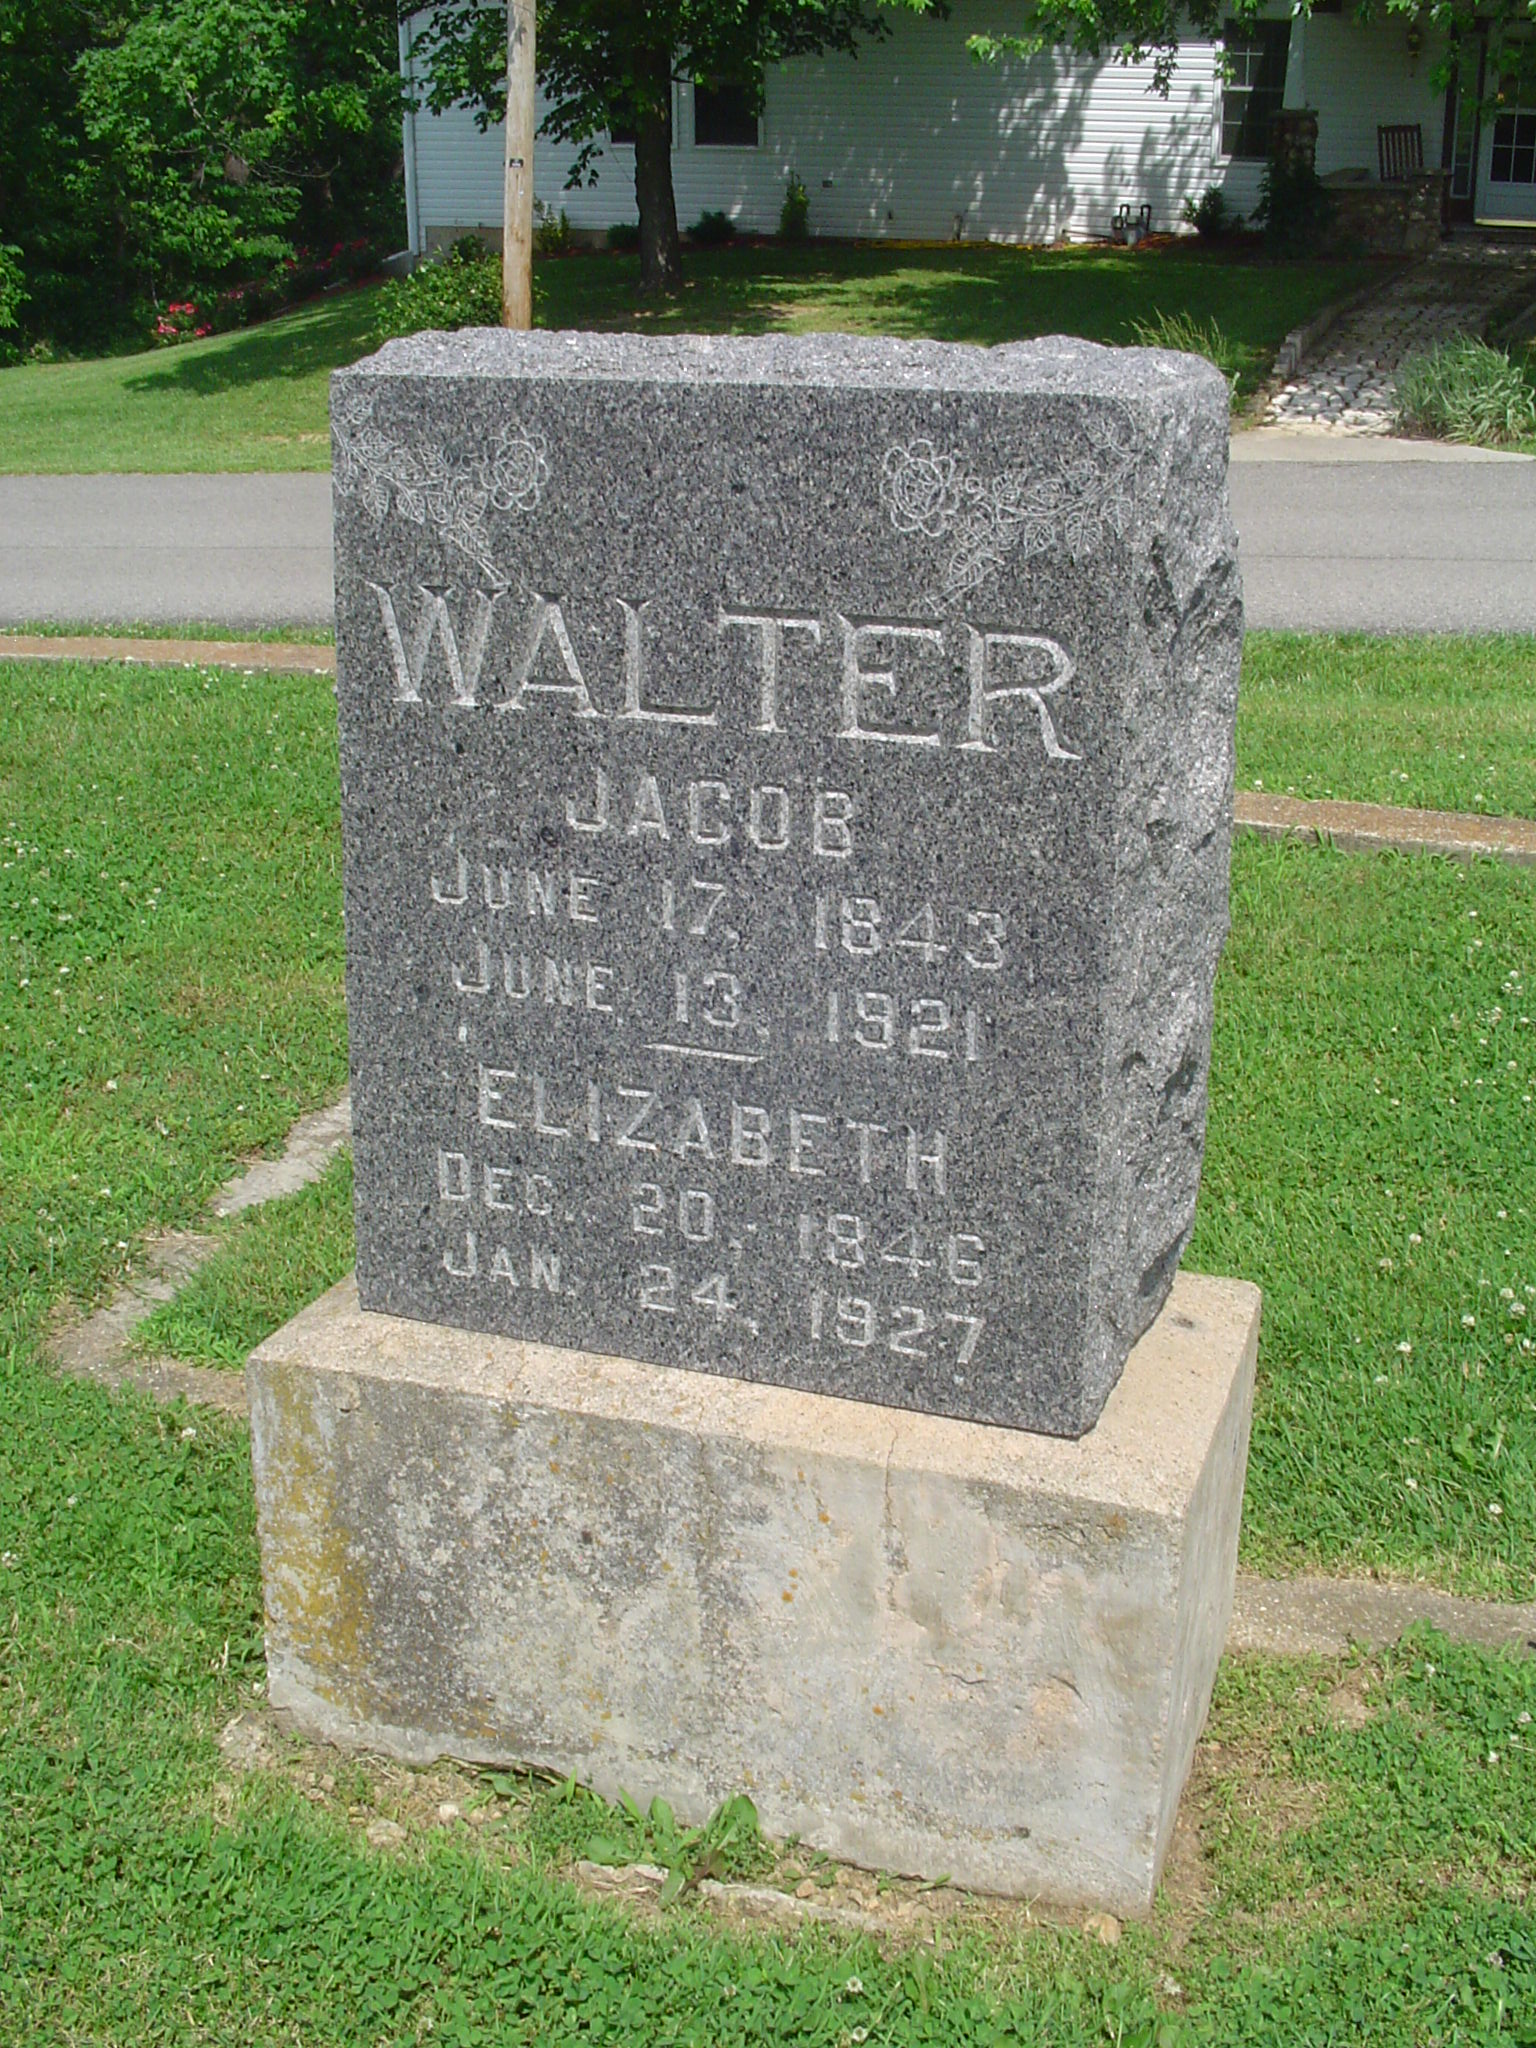 WALTER
JACOB
JUNE 17, 1843
JUNE 13, 1921
ELIZABETH
DEC. 20, 1846
JAN. 24, 1927